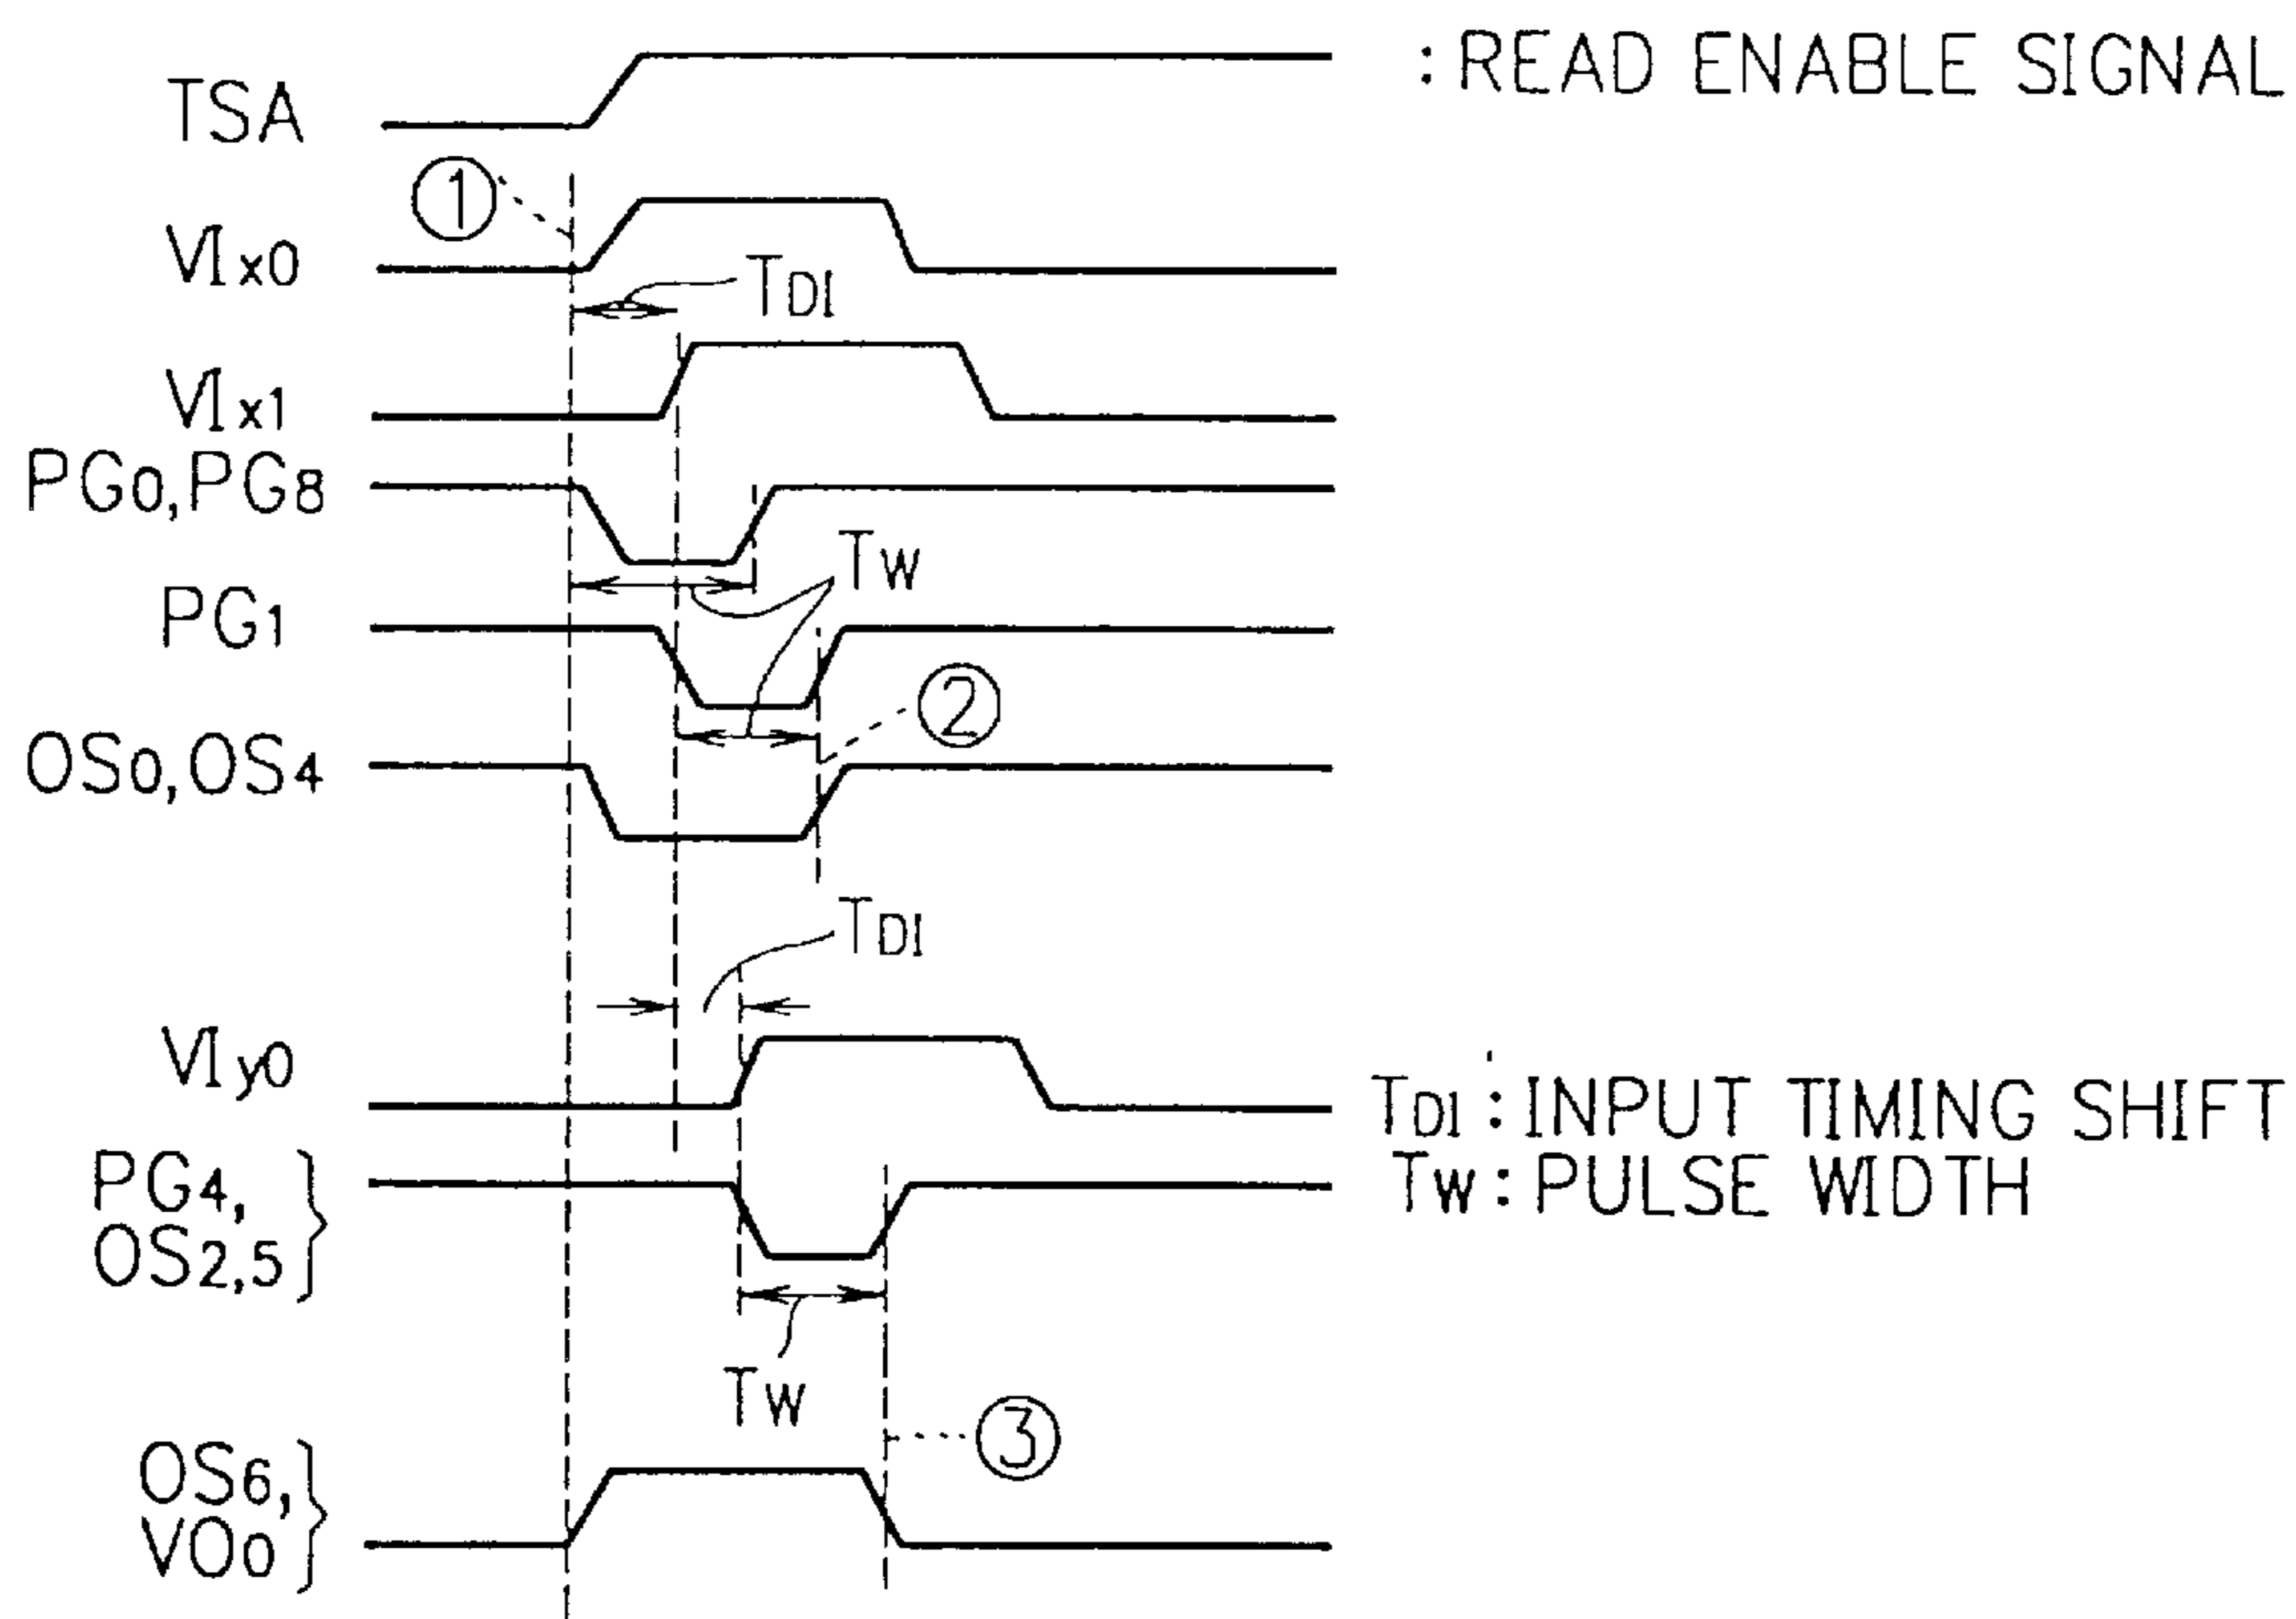 TSA
: READ ENABLE SIGNAL
①
VIx0
TDI
VIx1
PG0,PG8
TW
PG1
②
OS0,OS4
TDI
VIy0
TDI : INPUT TIMING SHIFT
TW : PULSE WIDTH
PG4,
OS2,5
TW
③
OS6,
VO0